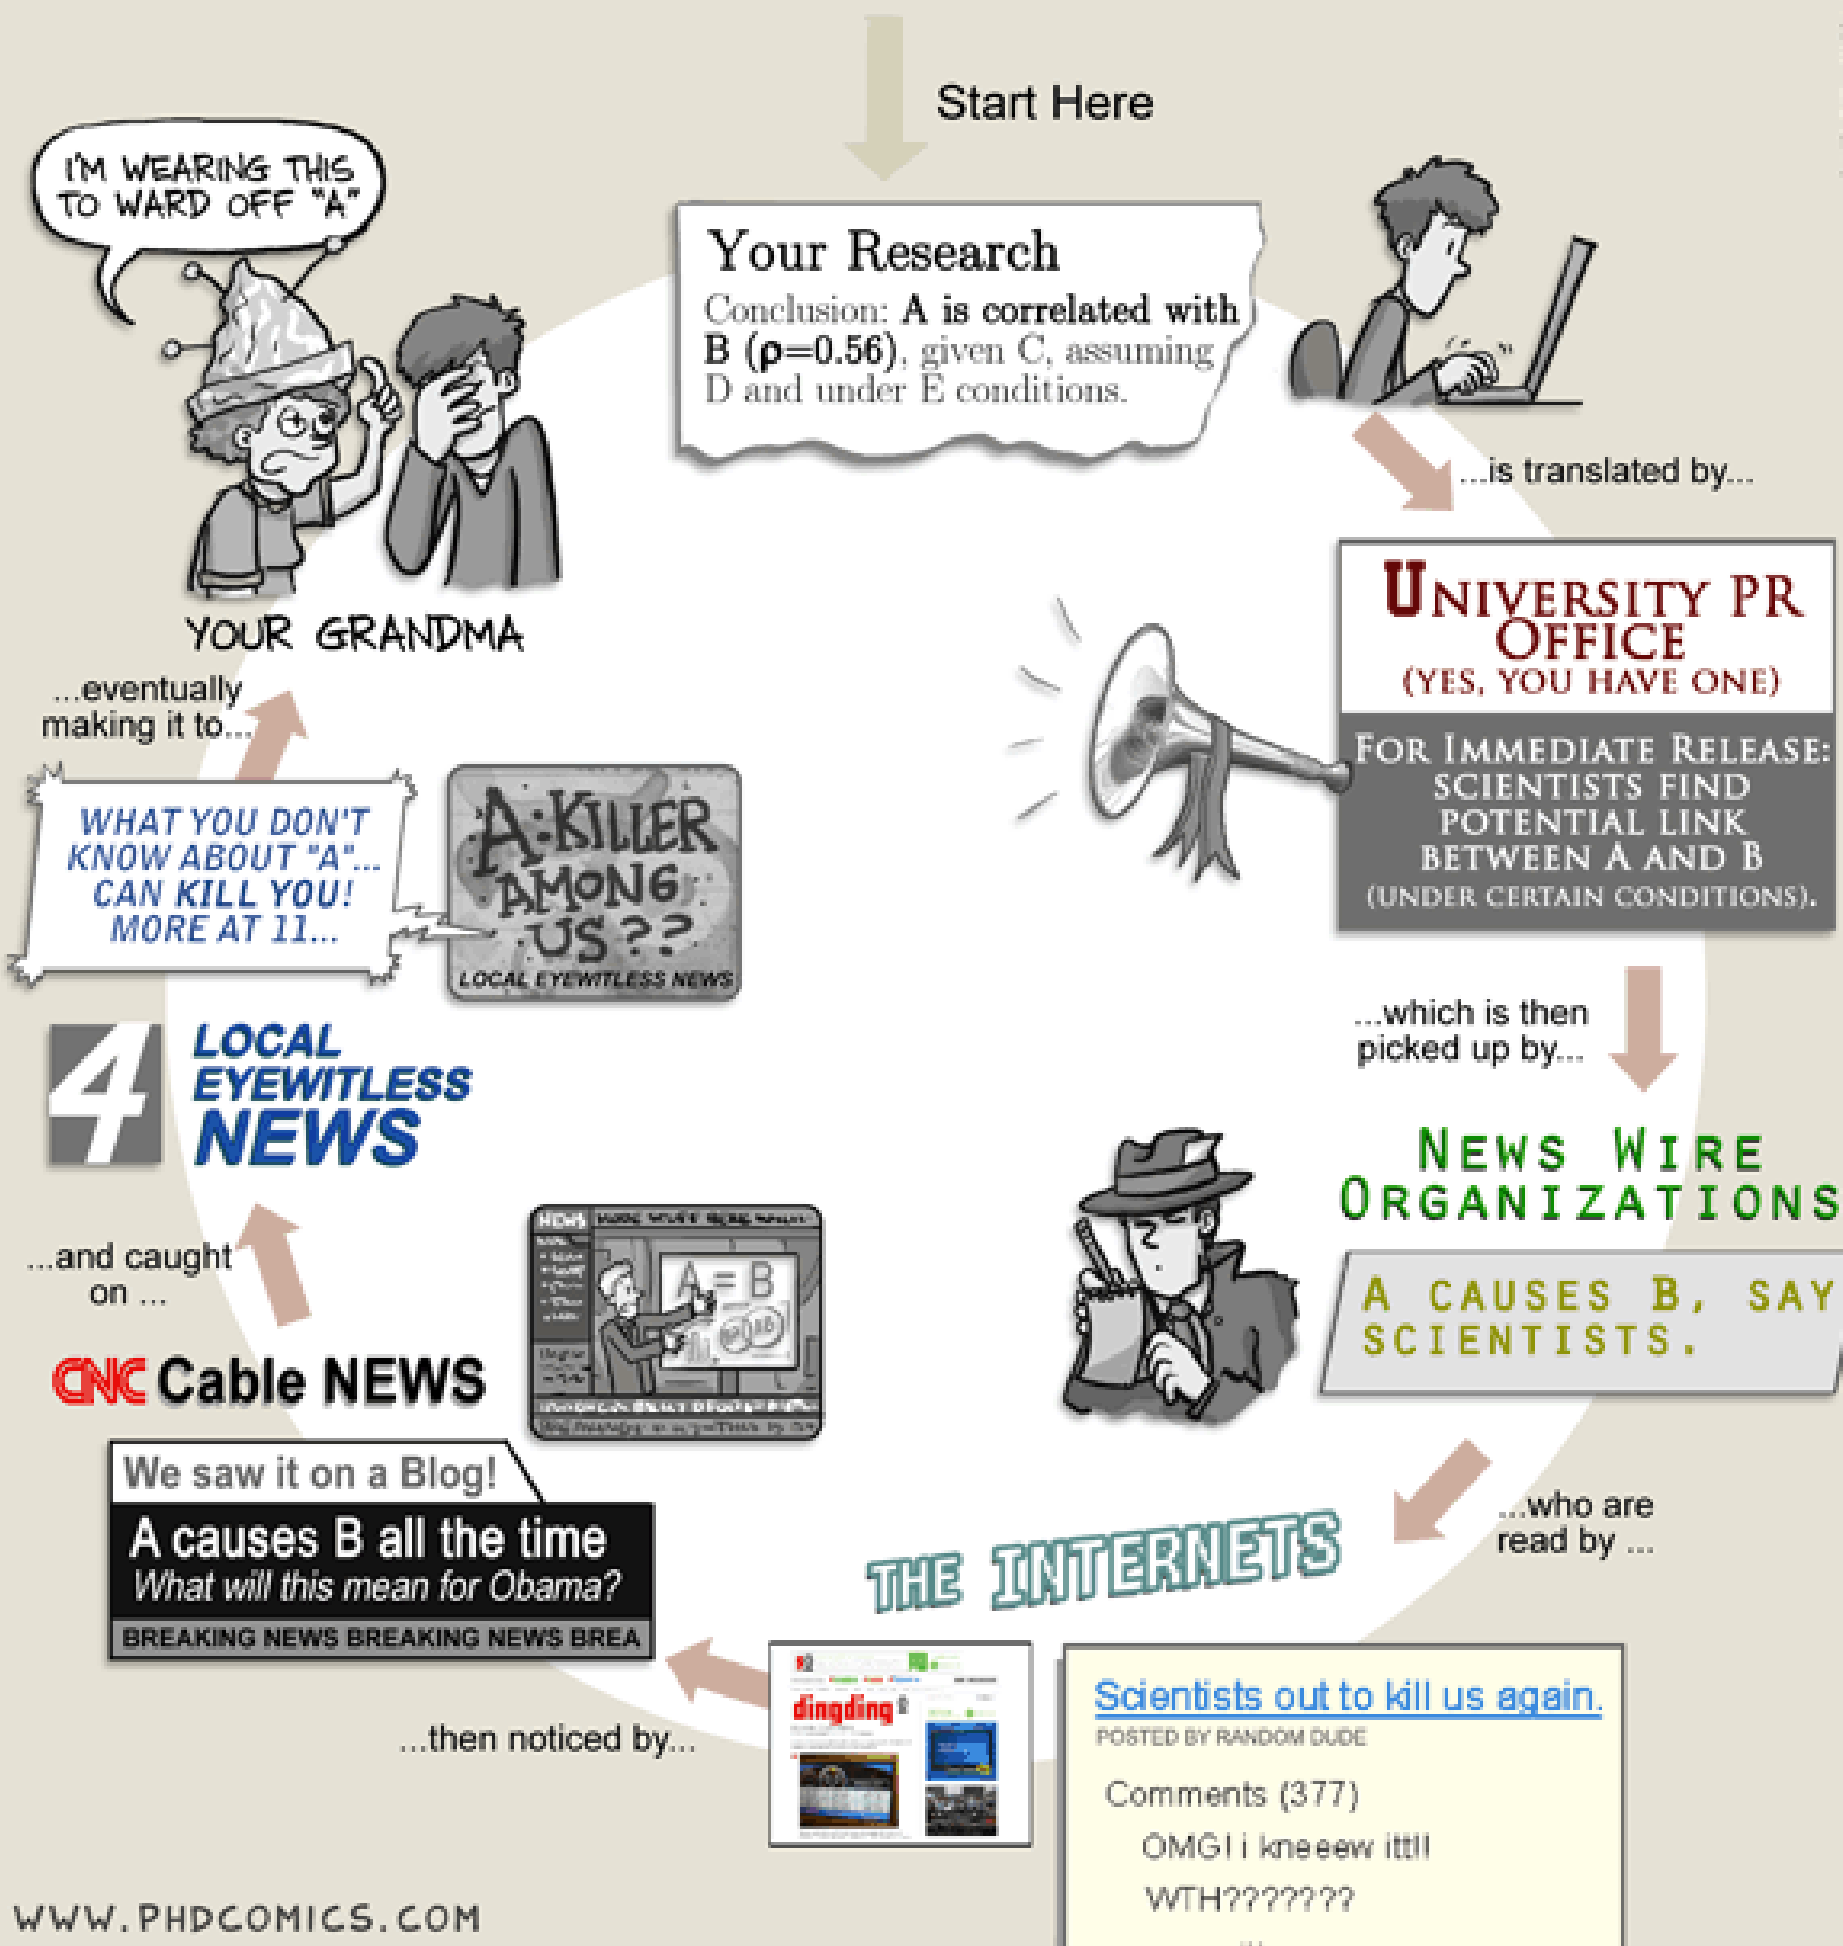 Start Here
Your Research
Conclusion: A is correlated with
B (ρ=0.56), given C, assuming
D and under E conditions.
...is translated by...
UNIVERSITY PR
OFFICE
(YES, YOU HAVE ONE)
FOR IMMEDIATE RELEASE:
SCIENTISTS FIND
POTENTIAL LINK
BETWEEN A AND B
(UNDER CERTAIN CONDITIONS).
...which is then
picked up by...
NEWS WIRE
ORGANIZATIONS
A CAUSES B, SAY
SCIENTISTS.
...who are
read by ...
THE INTERNETS
Scientists out to kill us again.
POSTED BY RANDOM DUDE
Comments (377)
OMG! i kneeew itt!!
WTH???????
dingding
...then noticed by...
CNC Cable NEWS
We saw it on a Blog!
A causes B all the time
What will this mean for Obama?
BREAKING NEWS BREAKING NEWS BREA
NEWS
A = B
...and caught
on ...
4 LOCAL
EYEWITLESS
NEWS
WHAT YOU DON'T
KNOW ABOUT "A"...
CAN KILL YOU!
MORE AT 11...
A:KILLER
AMONG
US??
LOCAL EYEWITLESS NEWS
...eventually
making it to...
YOUR GRANDMA
I'M WEARING THIS
TO WARD OFF "A"
WWW.PHDCOMICS.COM